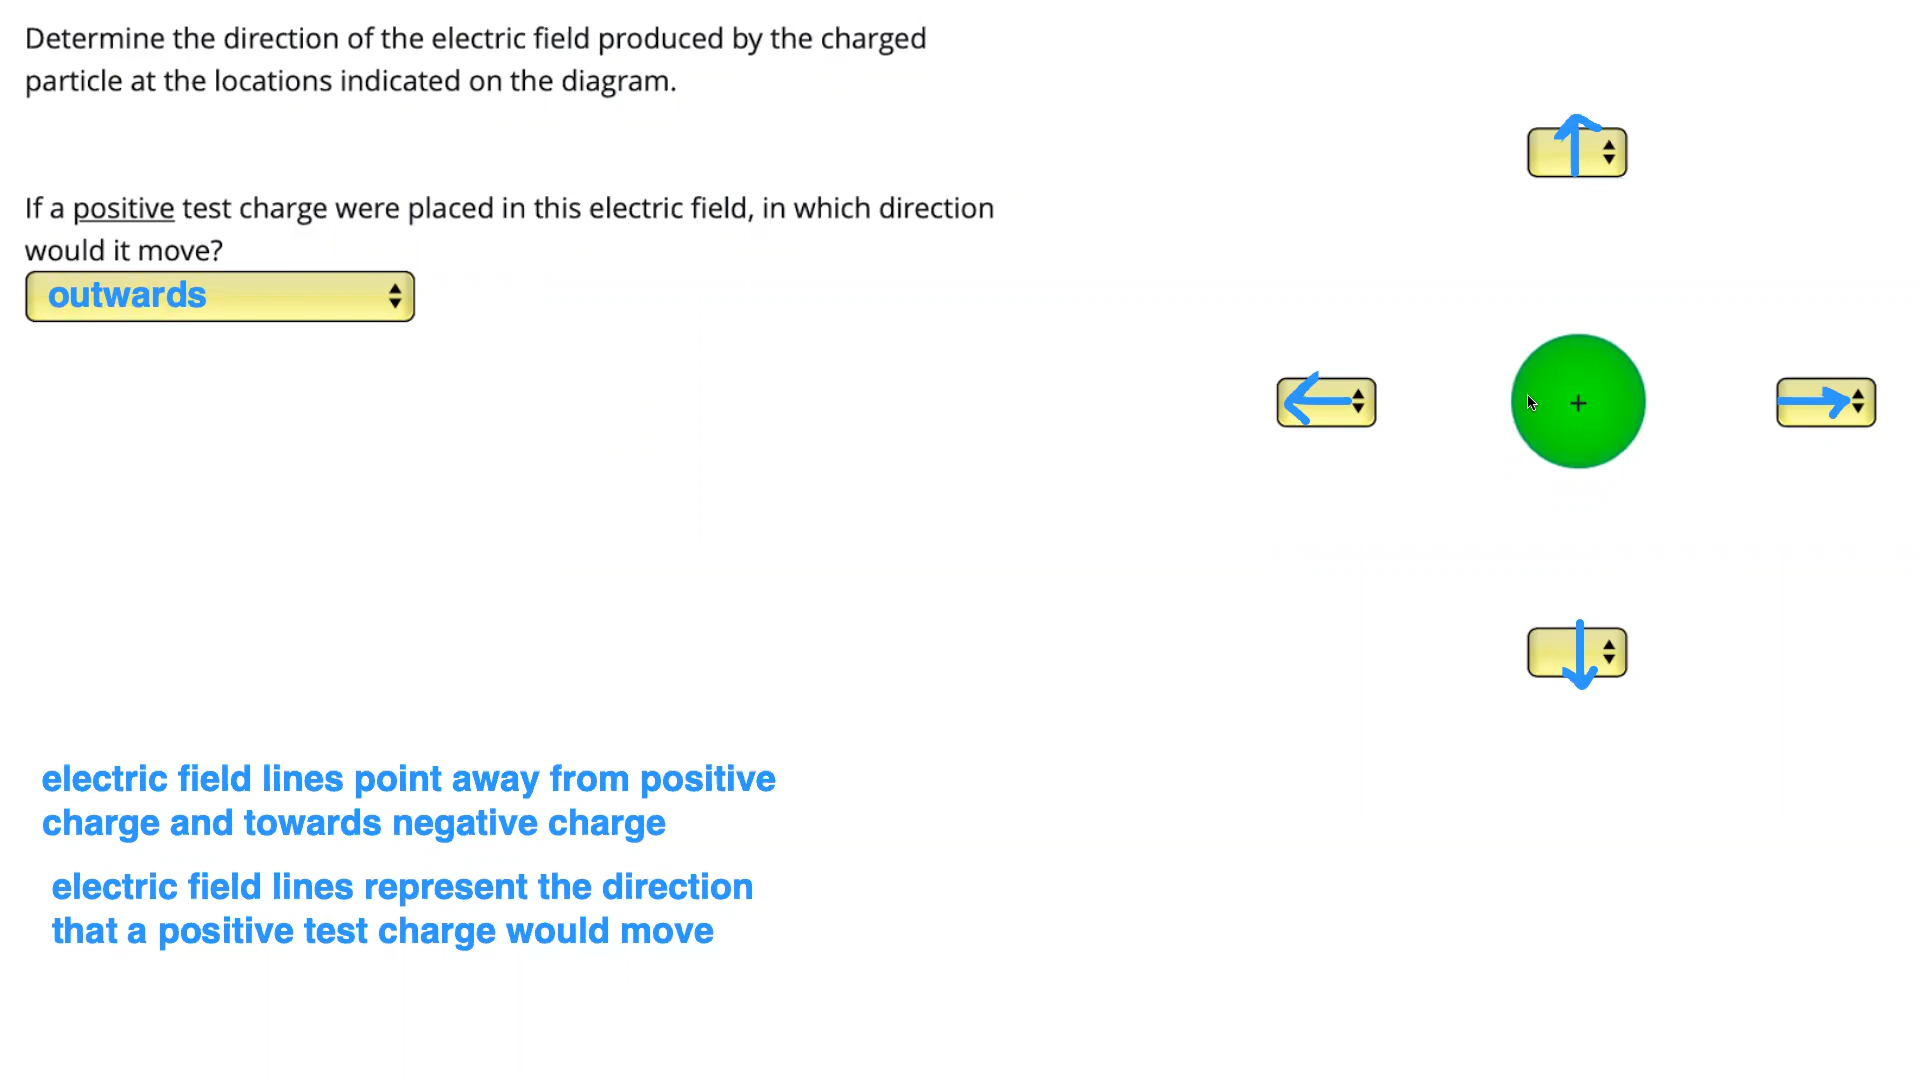 Determine the direction of the electric field produced by the charged
particle at the locations indicated on the diagram.
If a positive test charge were placed in this electric field, in which direction
would it move?
outwards
+
electric field lines point away from positive
charge and towards negative charge
electric field lines represent the direction
that a positive test charge would move